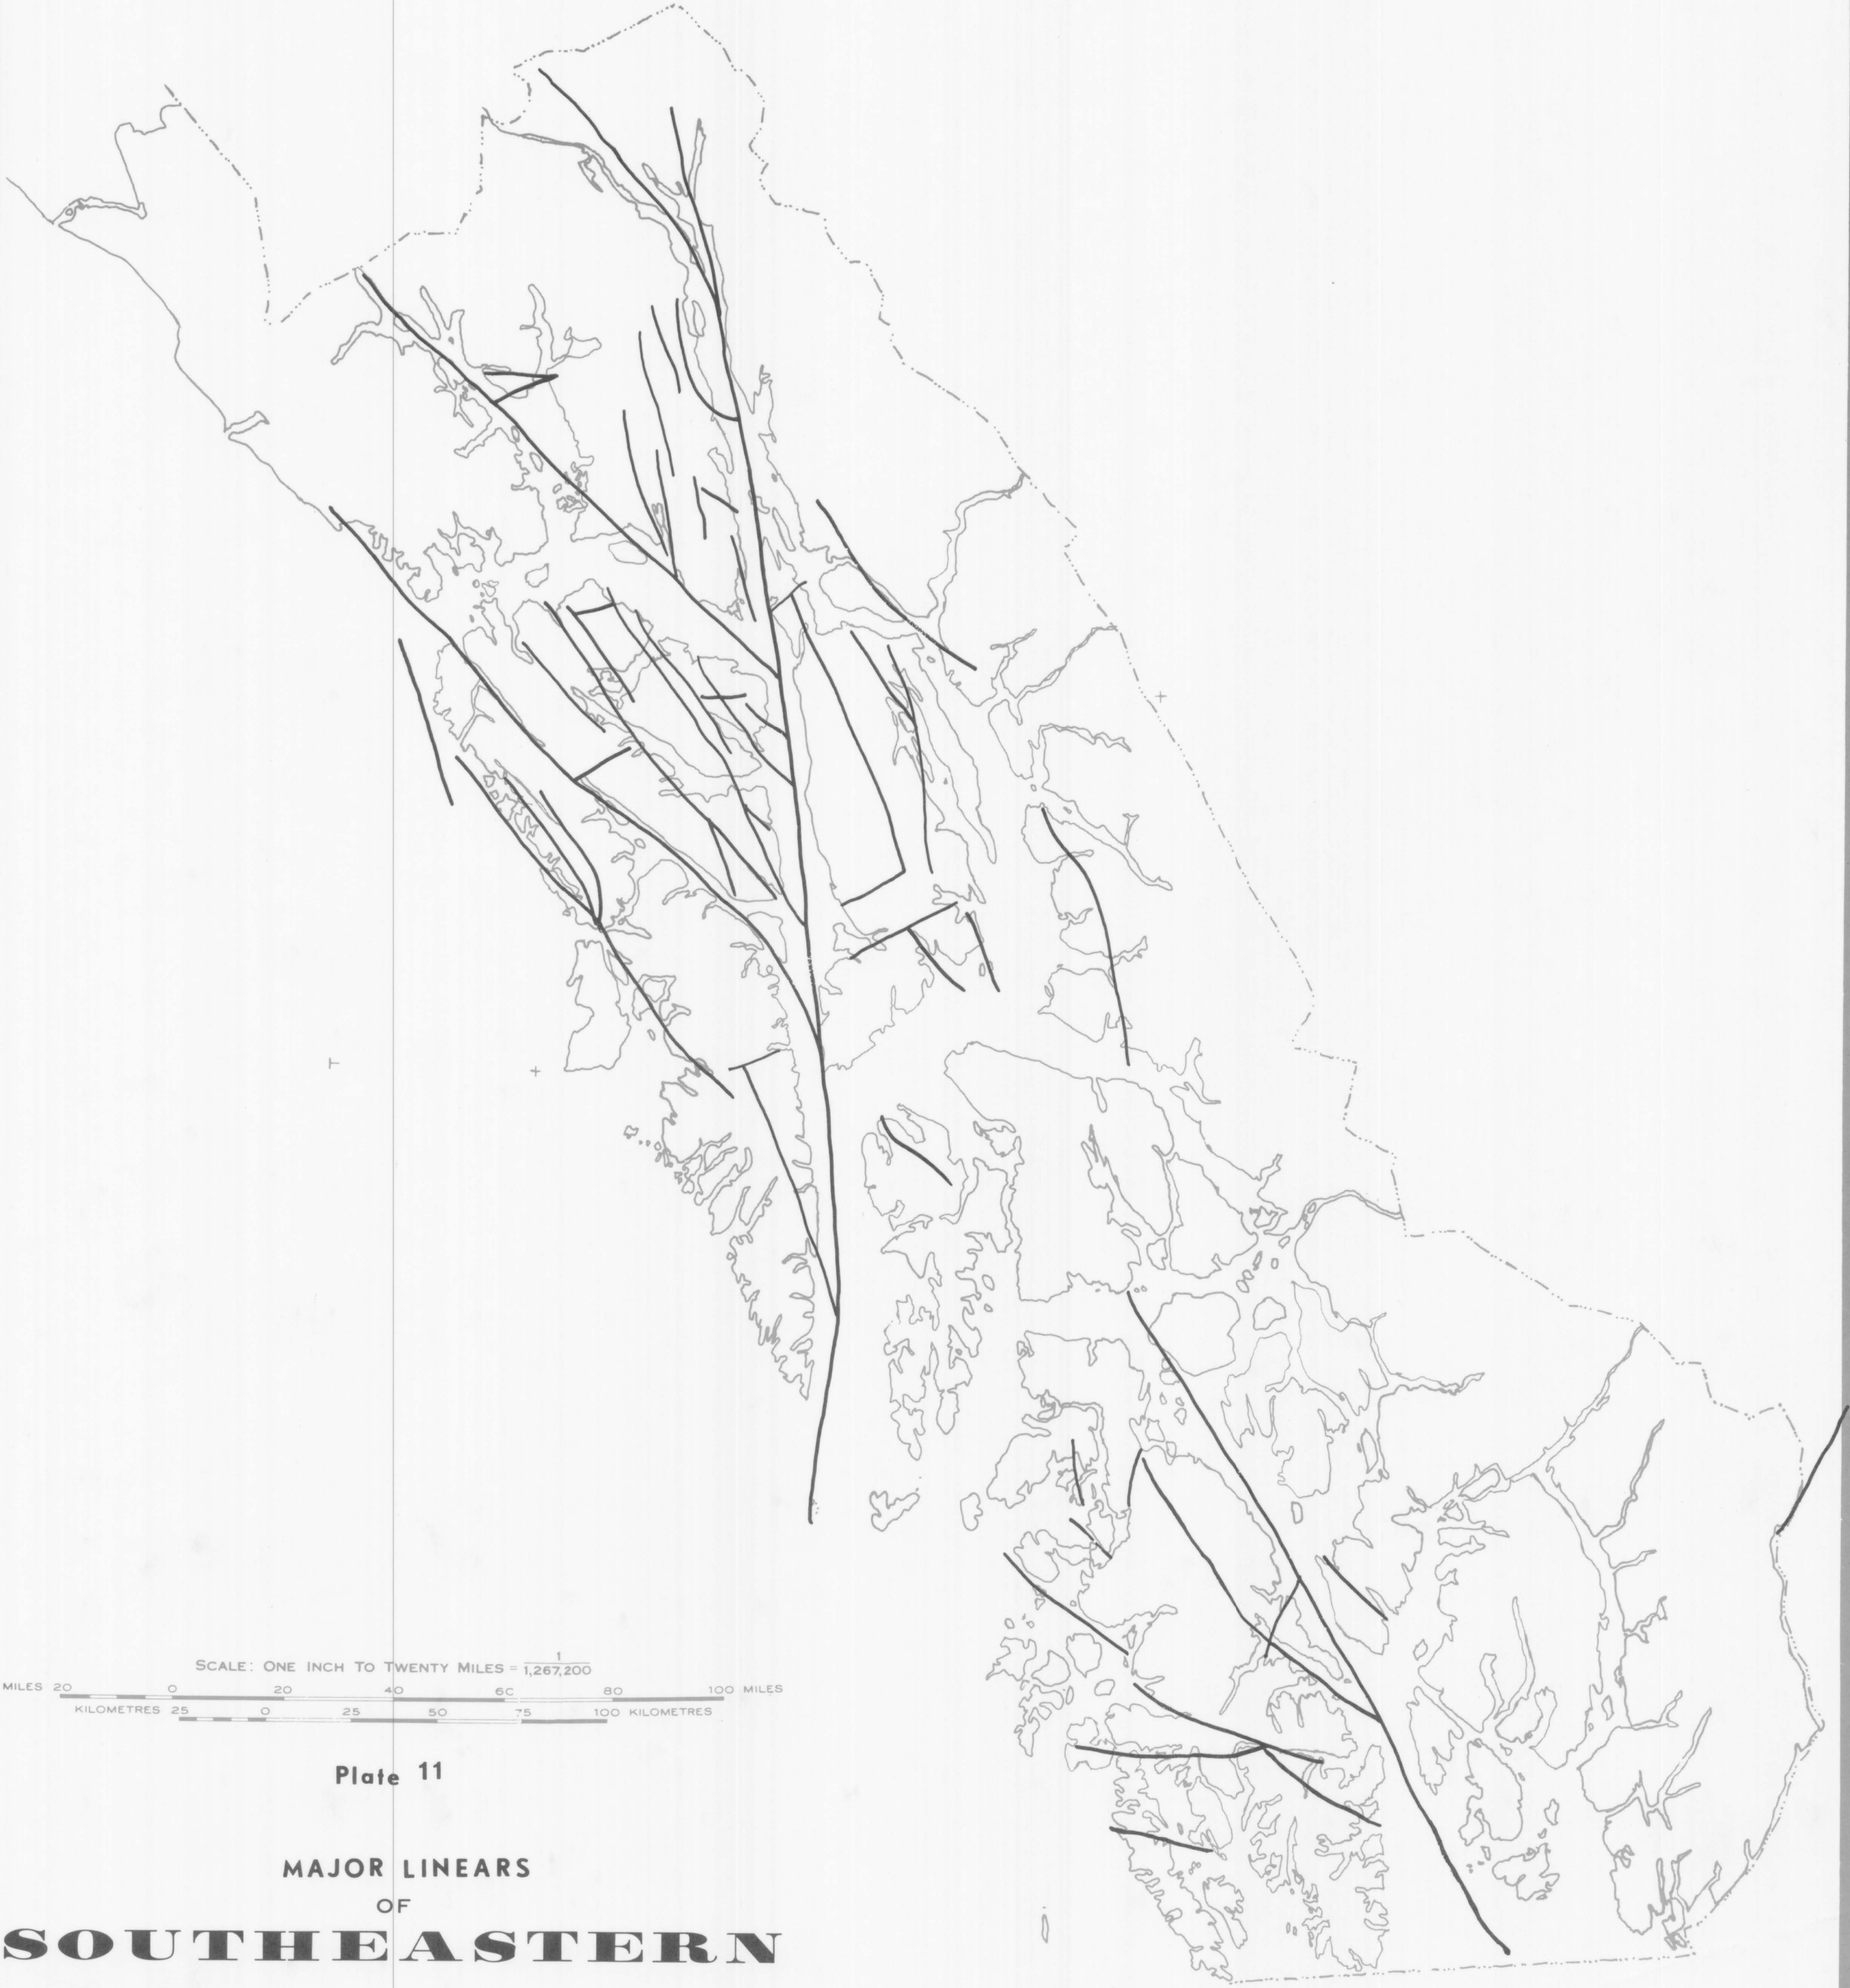 SCALE: ONE INCH TO TWENTY MILES = 1/1,267,200
MILES 20 0 20 40 60 80 100 MILES
KILOMETRES 25 0 25 50 75 100 KILOMETRES
Plate 11
MAJOR LINEARS
OF
SOUTHEASTERN